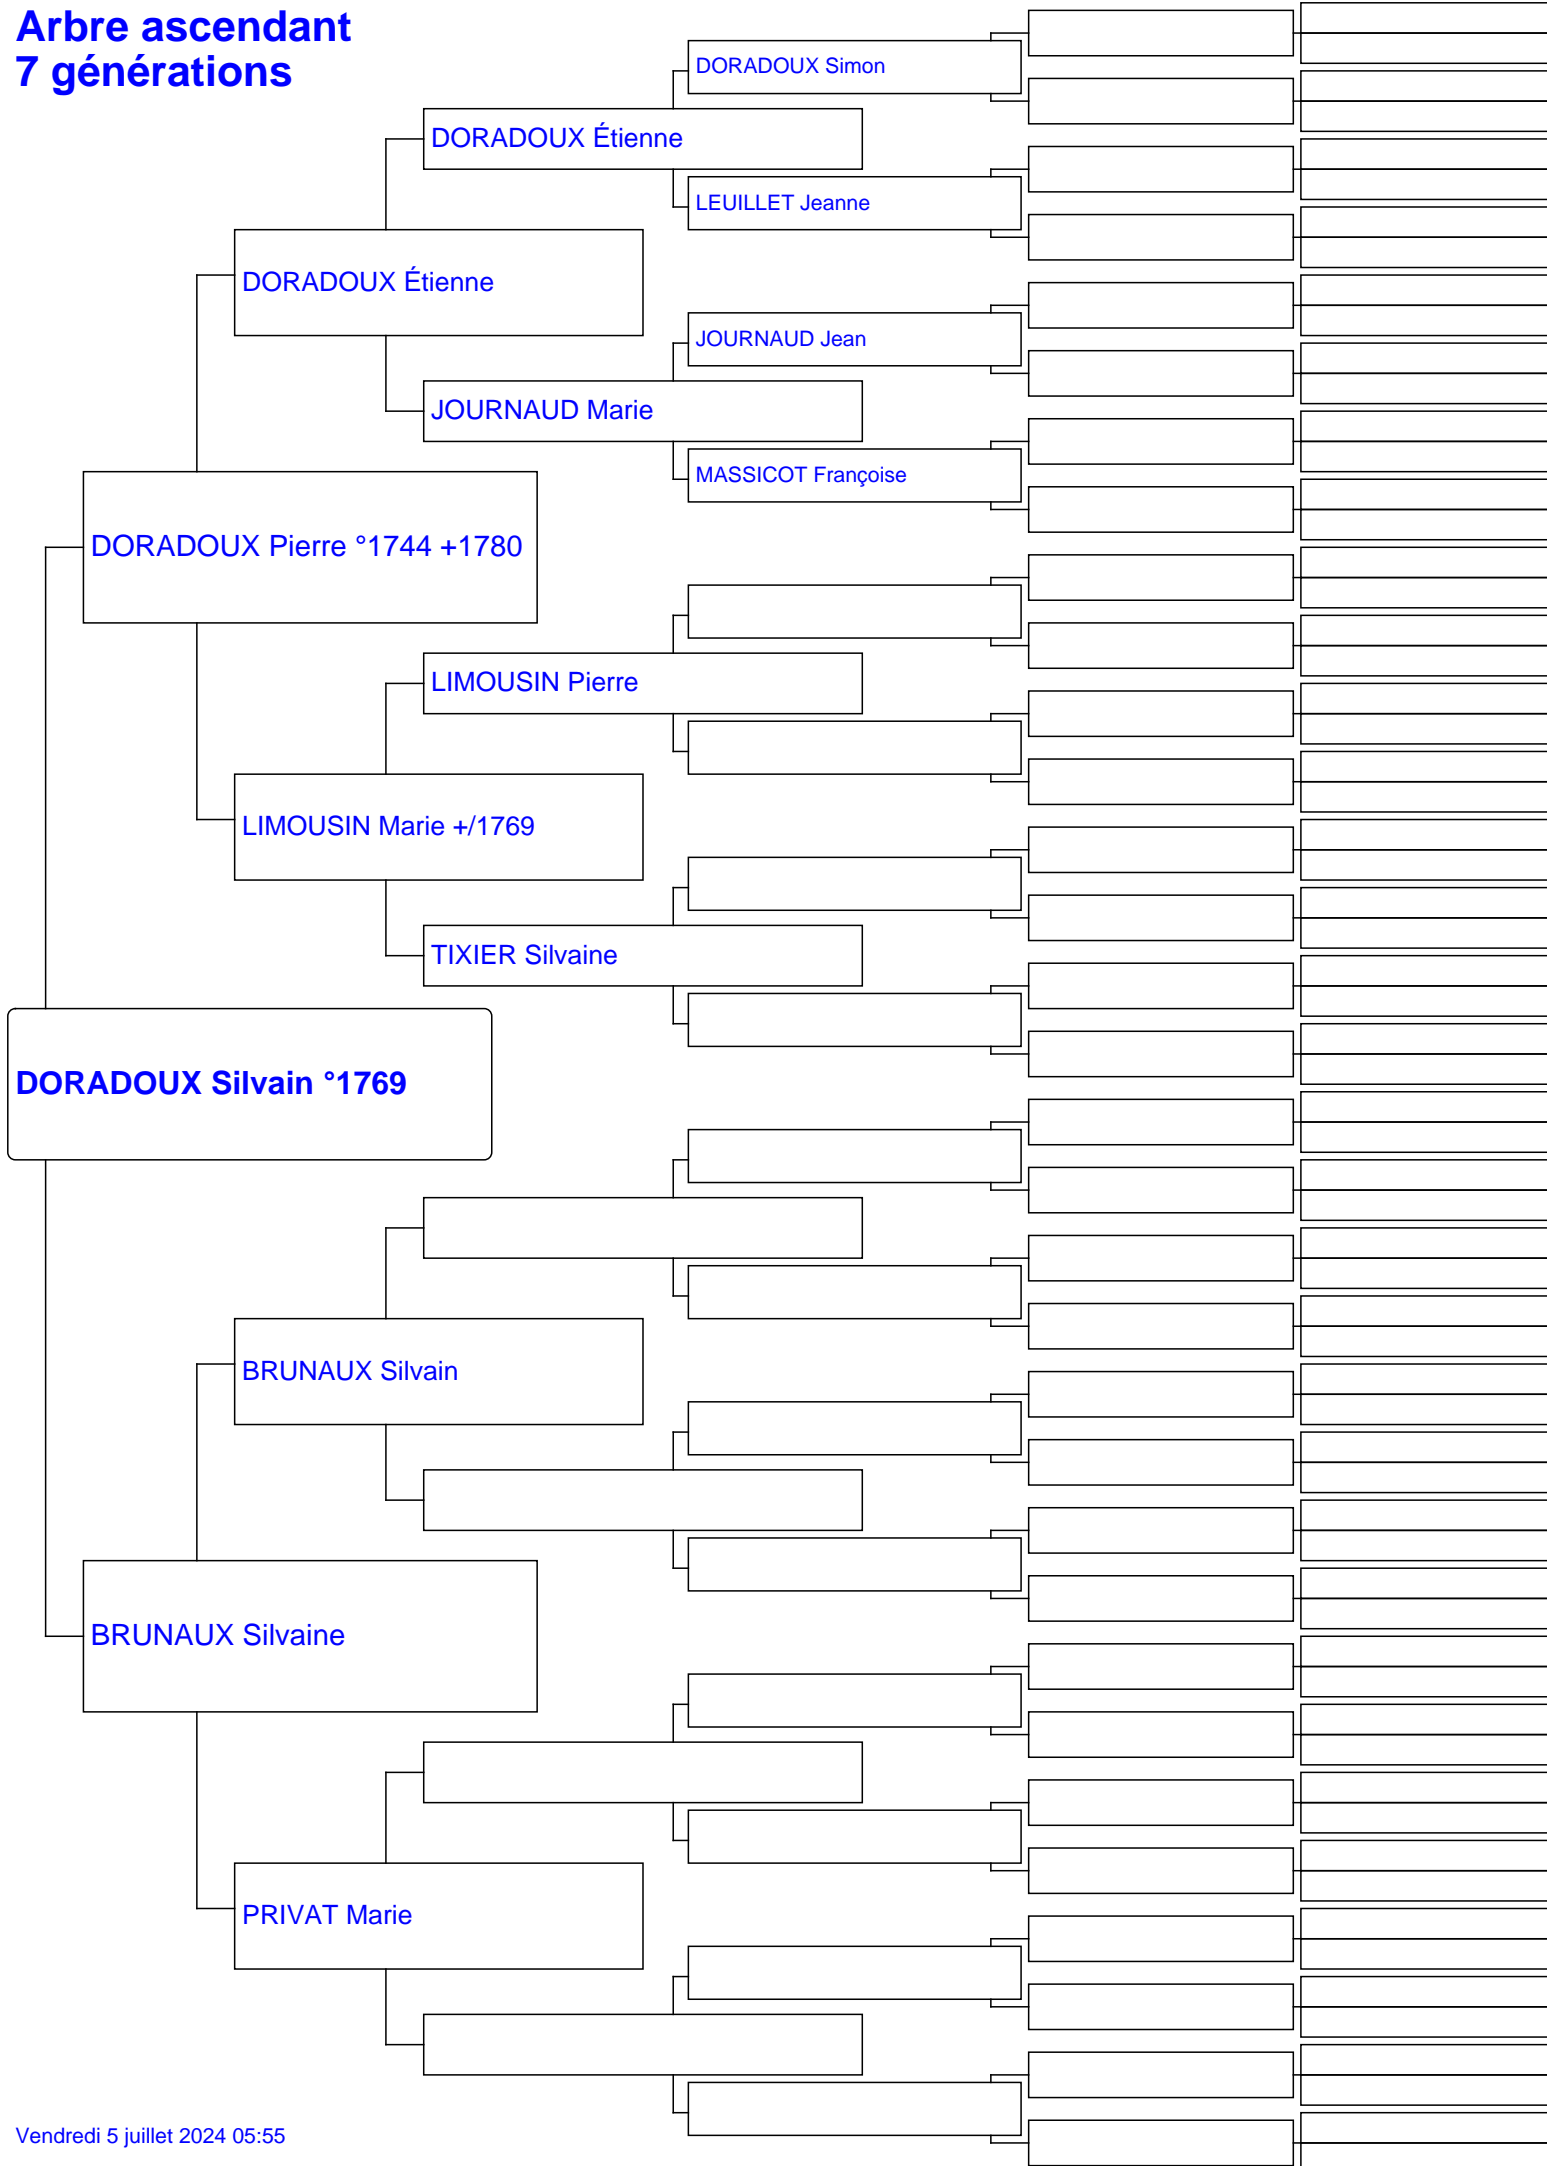 Arbre ascendant
7 générations
DORADOUX Simon
DORADOUX Étienne
LEUILLET Jeanne
DORADOUX Étienne
JOURNAUD Jean
JOURNAUD Marie
MASSICOT Françoise
DORADOUX Pierre °1744 +1780
LIMOUSIN Pierre
LIMOUSIN Marie +/1769
TIXIER Silvaine
DORADOUX Silvain °1769
BRUNAUX Silvain
BRUNAUX Silvaine
PRIVAT Marie
Vendredi 5 juillet 2024 05:55